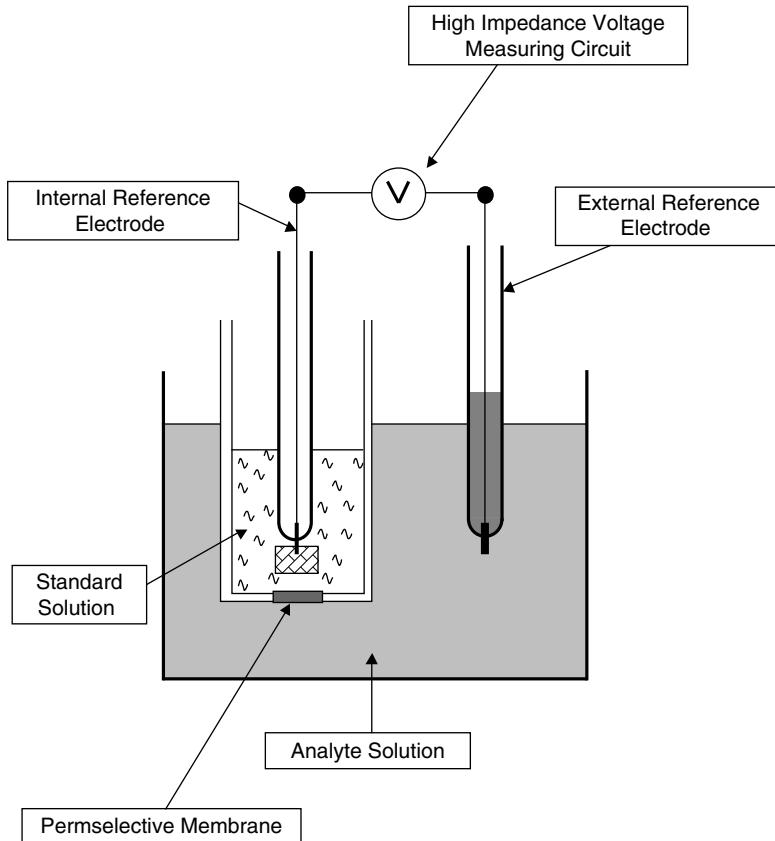 High Impedance Voltage
Measuring Circuit
Internal Reference
Electrode
V
External Reference
Electrode
Standard
Solution
Analyte Solution
Permselective Membrane